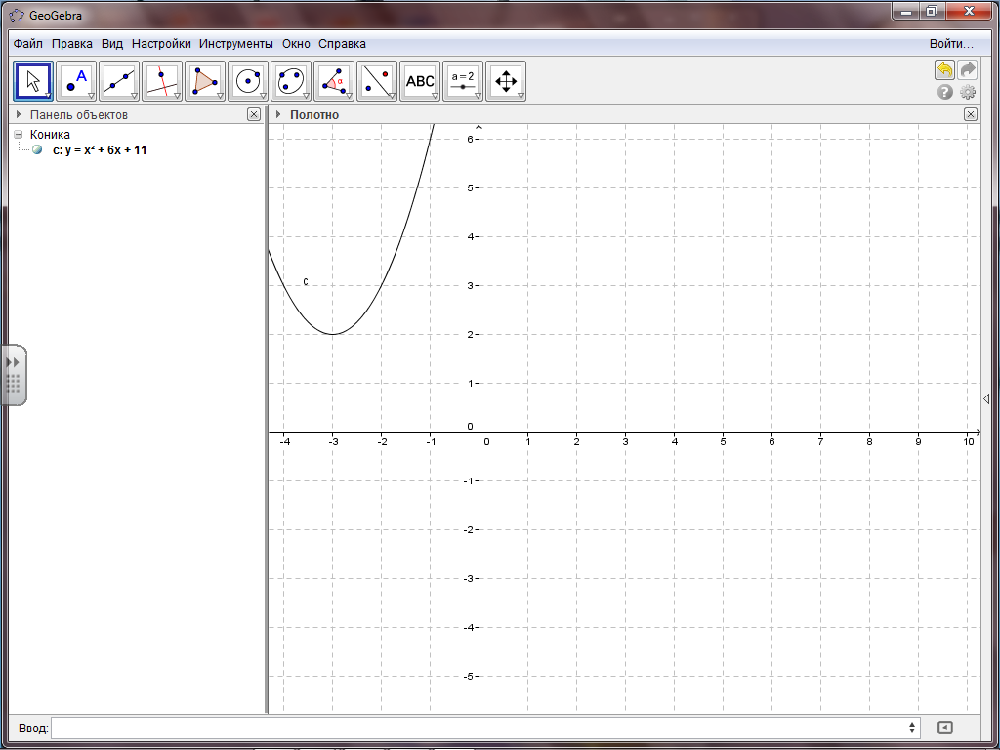 GeoGebra
Файл Правка Вид Настройки Инструменты Окно Справка Войти...
A α ABC a = 2
Панель объектов Полотно
Коника
c: y = x² + 6x + 11
c
6
5
4
3
2
1
0
-4 -3 -2 -1 0 1 2 3 4 5 6 7 8 9 10
-1
-2
-3
-4
-5
Ввод: